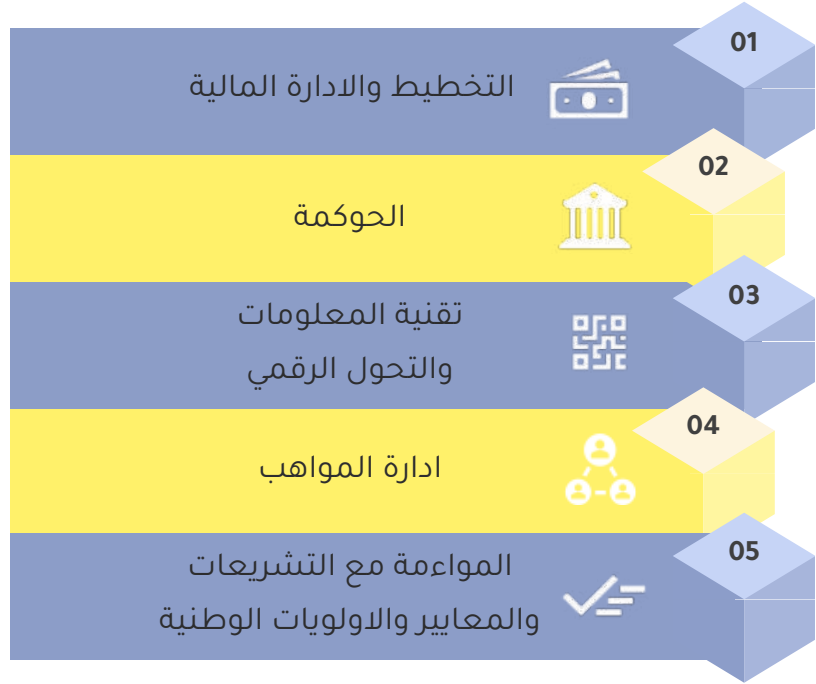 01
التخطيط والادارة المالية
02
الحوكمة
03
تقنية المعلومات
والتحول الرقمي
04
ادارة المواهب
05
المواءمة مع التشريعات
والمعايير والاولويات الوطنية